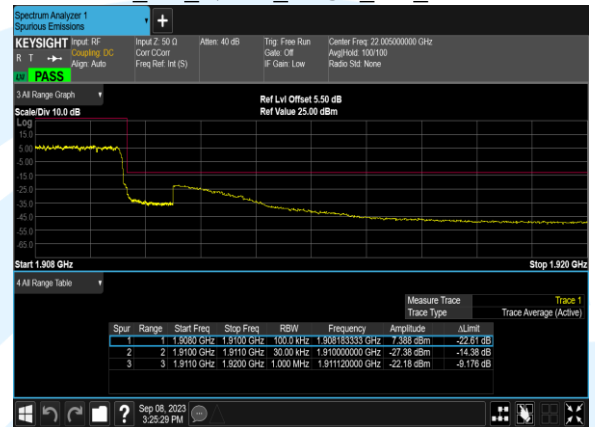 Spectrum Analyzer 1
Spurious Emissions
KEYSIGHT Input: RF Input Z: 50 Ω Atten: 40 dB Trig: Free Run Center Freq: 22.005000000 GHz
R T Coupling: DC Corr CCorr Gate: Off Avg|Hold: 100/100
Align: Auto Freq Ref: Int (S) IF Gain: Low Radio Std: None
LV PASS
3 All Range Graph
Ref Lvl Offset 5.50 dB
Scale/Div 10.0 dB Ref Value 25.00 dBm
Log
15.0
5.00
-5.00
-15.0
-25.0
-35.0
-45.0
-55.0
-65.0
Start 1.908 GHz Stop 1.920 GHz
4 All Range Table
Measure Trace Trace 1
Trace Type Trace Average (Active)
Spur Range Start Freq Stop Freq RBW Frequency Amplitude ΔLimit
1 1 1.9080 GHz 1.9100 GHz 100.0 kHz 1.908183333 GHz 7.388 dBm -22.61 dB
2 2 1.9100 GHz 1.9110 GHz 30.00 kHz 1.910000000 GHz -27.38 dBm -14.38 dB
3 3 1.9110 GHz 1.9200 GHz 1.000 MHz 1.911120000 GHz -22.18 dBm -9.176 dB
? Sep 08, 2023
3:25:29 PM